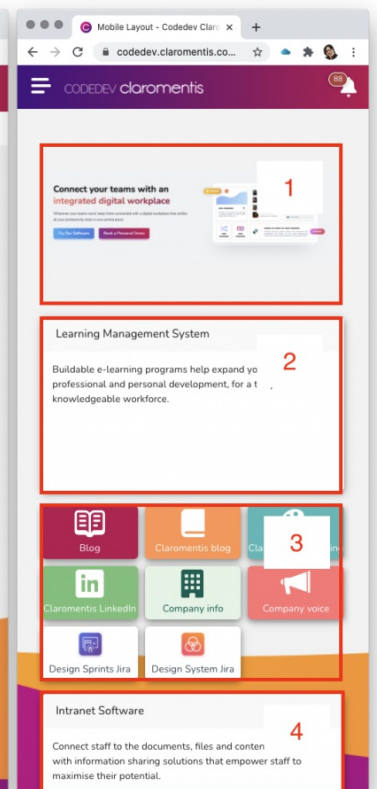 Mobile Layout - Codedev Claro
codedev.claromentis.co...
CODEDEV claromentis
88
Connect your teams with an
integrated digital workplace
Try Our Software
Book a Personal Demo
1
Learning Management System
2
Buildable e-learning programs help expand yo
professional and personal development, for a t
knowledgeable workforce.
3
Blog
Claromentis blog
Claromentis LinkedIn
Company info
Company voice
Design Sprints Jira
Design System Jira
Intranet Software
4
Connect staff to the documents, files and conten
with information sharing solutions that empower staff to
maximise their potential.